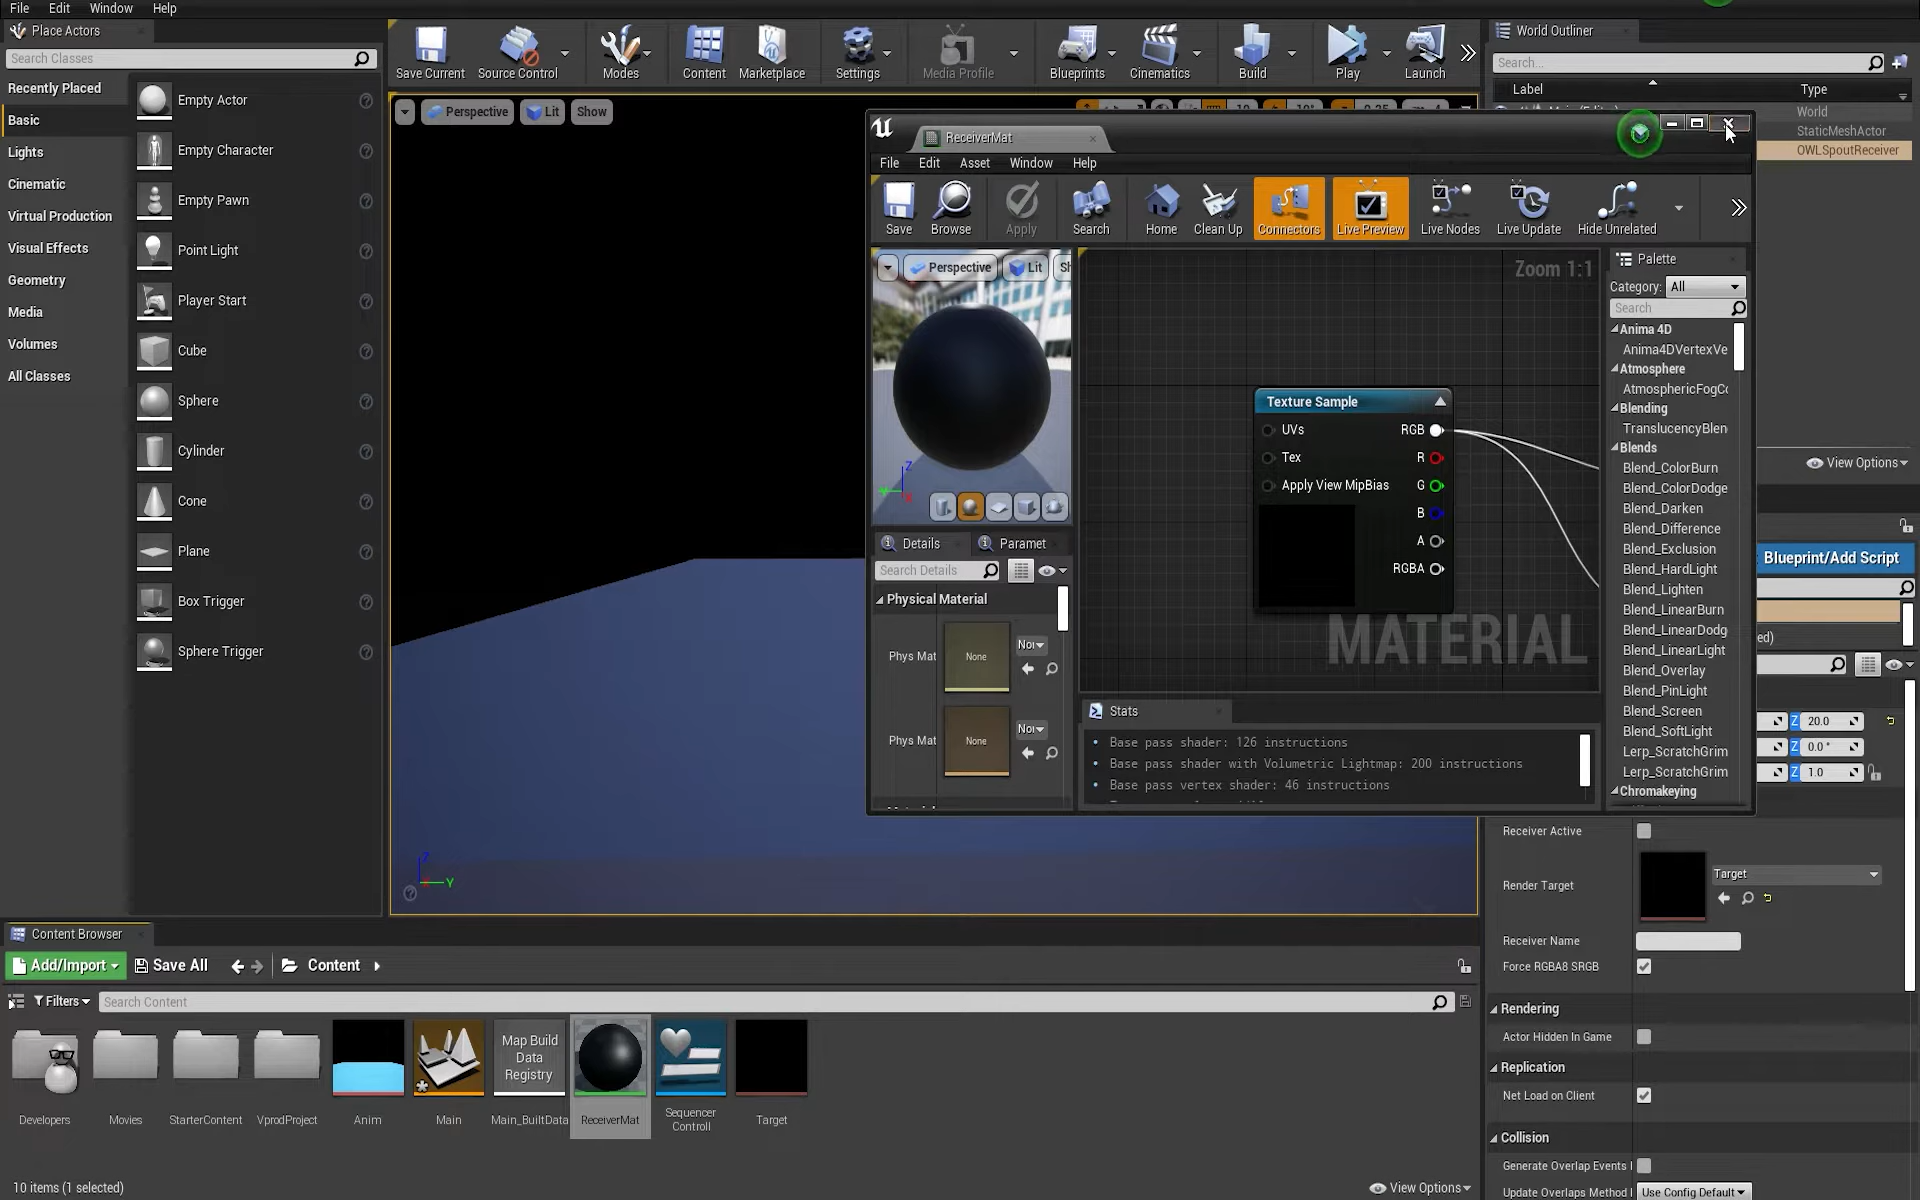 File Edit Window Help
Place Actors
Search Classes
Recently Placed
Basic
Lights
Cinematic
Virtual Production
Visual Effects
Geometry
Media
Volumes
All Classes
Empty Actor
Empty Character
Empty Pawn
Point Light
Player Start
Cube
Sphere
Cylinder
Cone
Plane
Box Trigger
Sphere Trigger
Save Current
Source Control
Modes
Content
Marketplace
Settings
Media Profile
Blueprints
Cinematics
Build
Play
Launch
Perspective
Lit
Show
World Outliner
Search...
Label
Type
World
StaticMeshActor
OWLSpoutReceiver
ReceiverMat
File Edit Asset Window Help
Save
Browse
Apply
Search
Home
Clean Up
Connectors
Live Preview
Live Nodes
Live Update
Hide Unrelated
Perspective
Lit
Sh
Zoom 1:1
Texture Sample
UVs
RGB
Tex
R
Apply View MipBias
G
B
A
RGBA
MATERIAL
Palette
Category: All
Search
Anima 4D
Anima4DVertexVe
Atmosphere
AtmosphericFogCo
Blending
TranslucencyBlen
Blends
Blend_ColorBurn
Blend_ColorDodge
Blend_Darken
Blend_Difference
Blend_Exclusion
Blend_HardLight
Blend_Lighten
Blend_LinearBurn
Blend_LinearDodg
Blend_LinearLight
Blend_Overlay
Blend_PinLight
Blend_Screen
Blend_SoftLight
Lerp_ScratchGrim
Lerp_ScratchGrim
Chromakeying
Details
Paramet
Search Details
Physical Material
Phys Mat
None
Phys Mat
None
Stats
Base pass shader: 126 instructions
Base pass shader with Volumetric Lightmap: 200 instructions
Base pass vertex shader: 46 instructions
View Options
Blueprint/Add Script
ed)
Z 20.0
Z 0.0 °
Z 1.0
Receiver Active
Render Target
Target
Receiver Name
Force RGBA8 SRGB
Rendering
Actor Hidden In Game
Replication
Net Load on Client
Collision
Generate Overlap Events
Update Overlaps Method
Use Config Default
Z
X
Y
Content Browser
Add/Import
Save All
Content
Filters
Search Content
Map Build
Data
Registry
Developers
Movies
StarterContent
VprodProject
Anim
Main
Main_BuiltData
ReceiverMat
Sequencer
Controll
Target
10 items (1 selected)
View Options